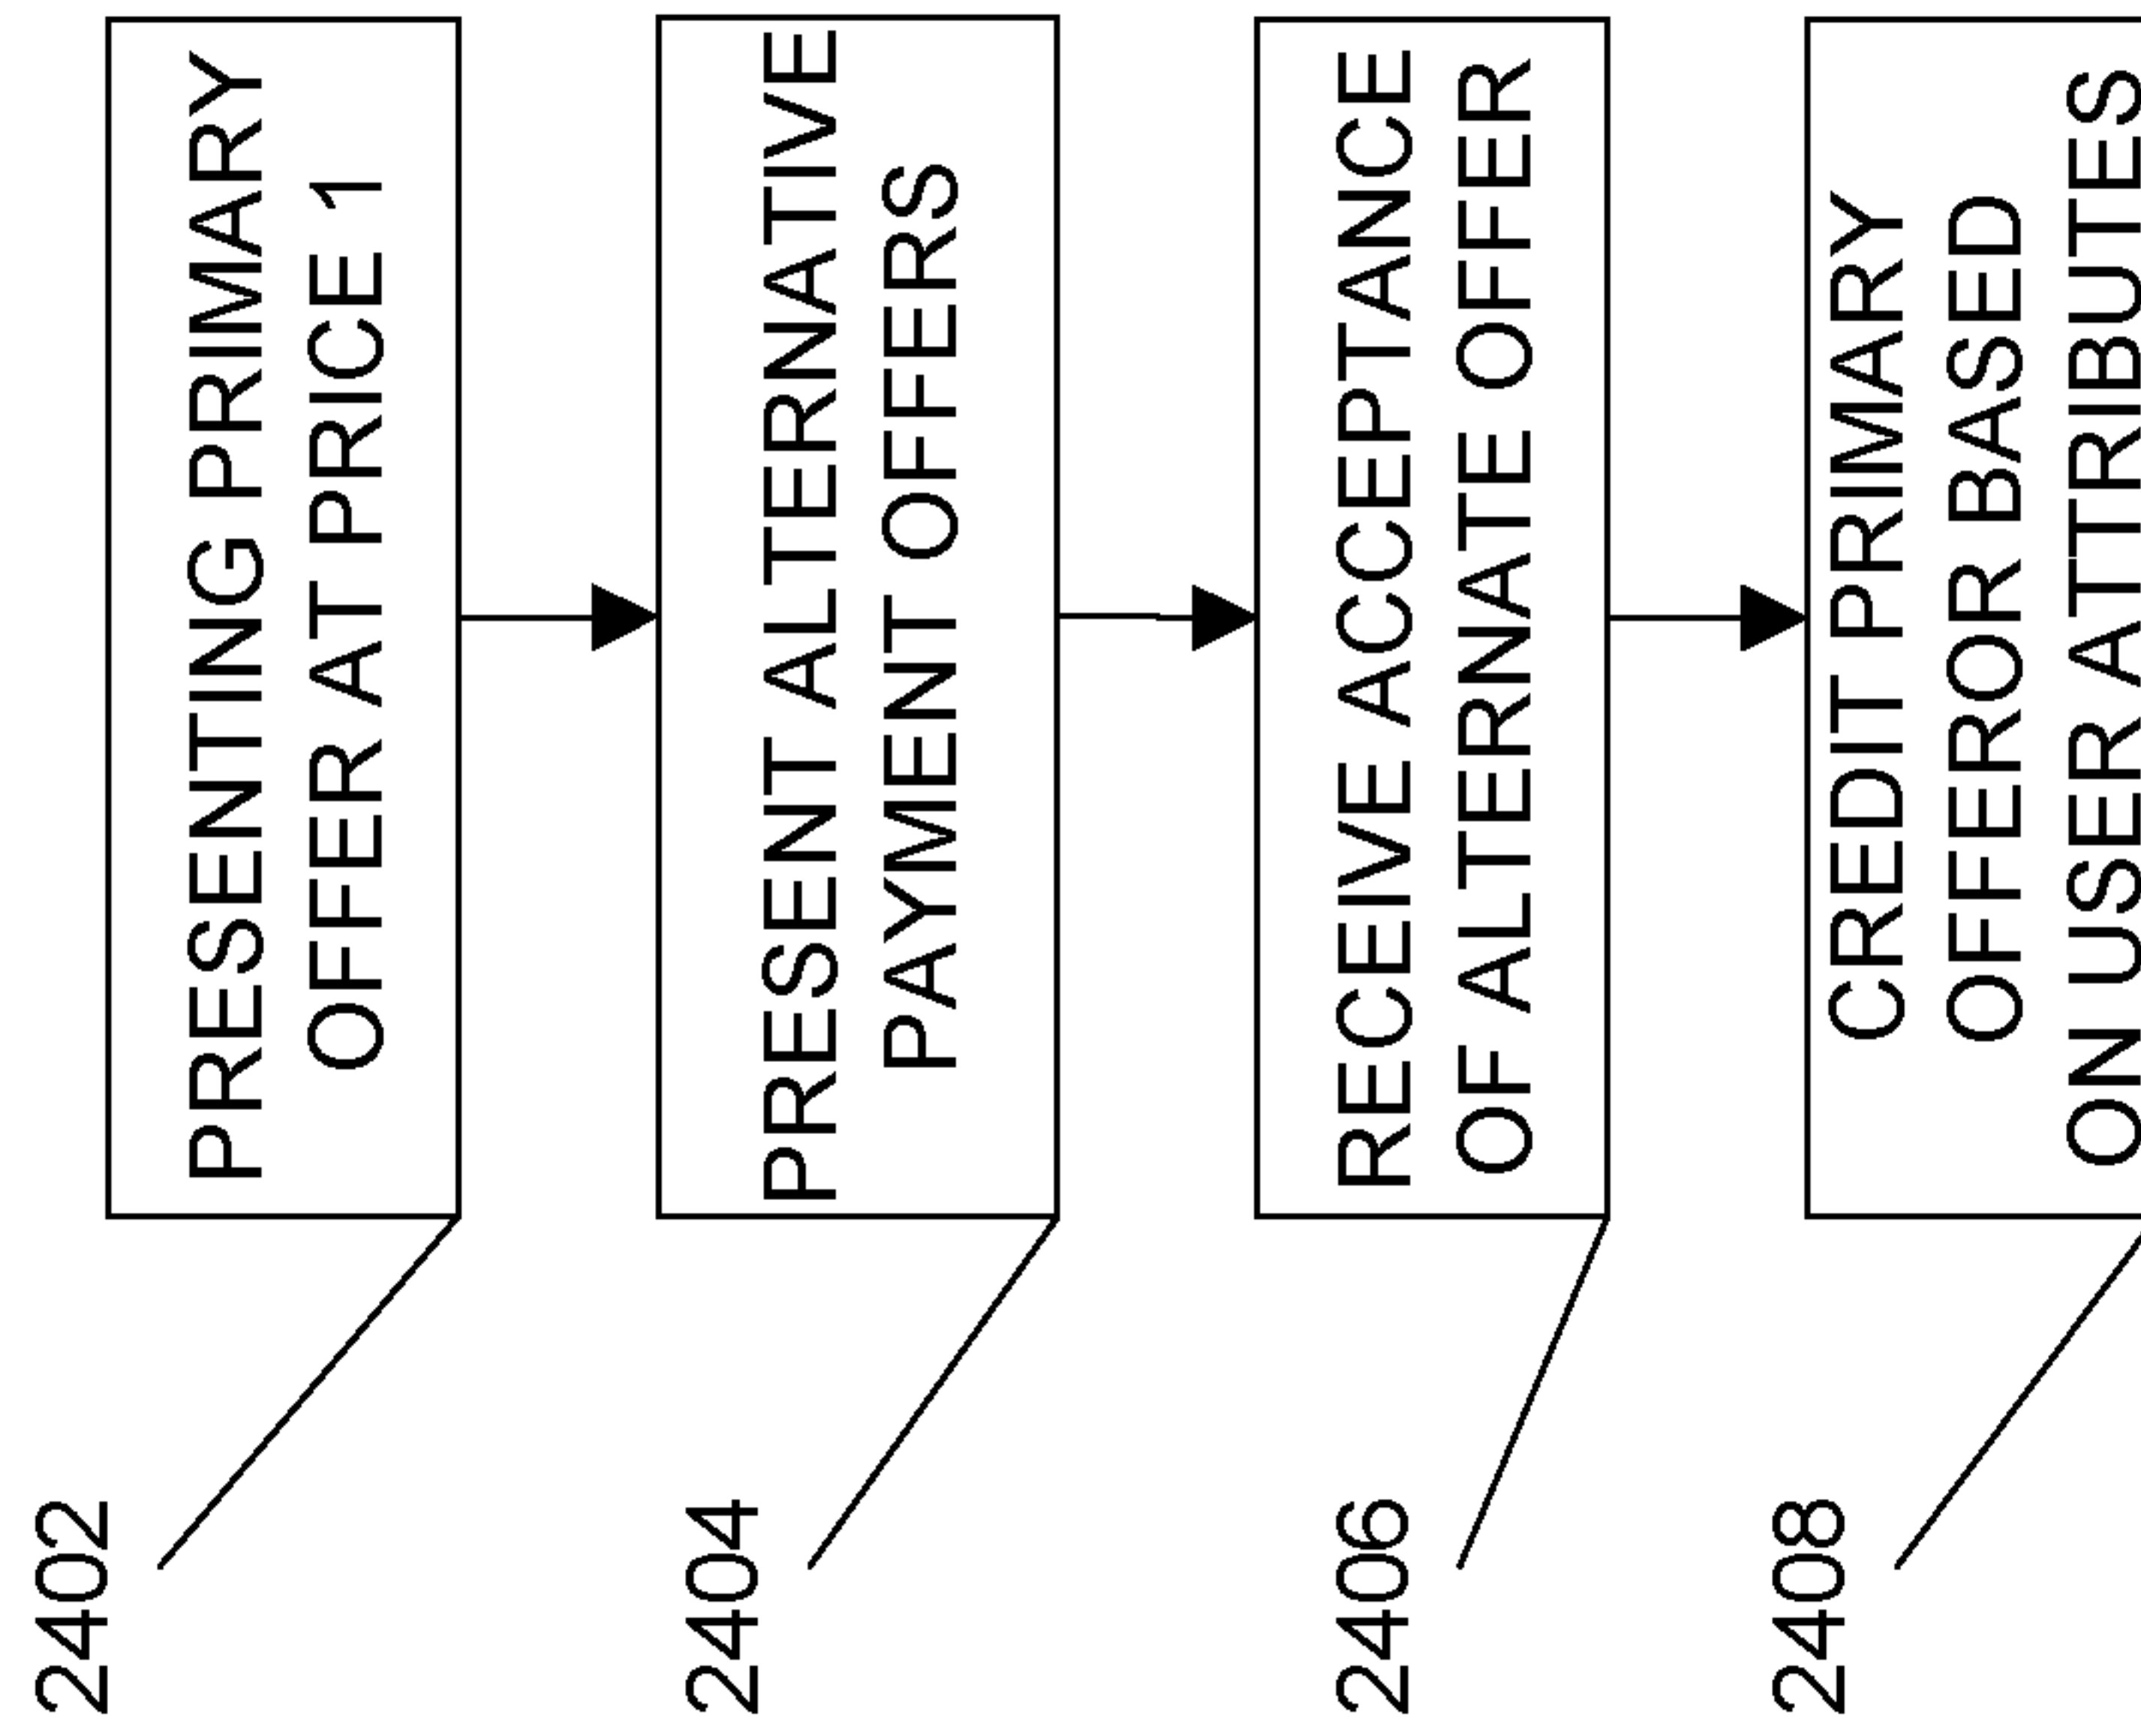 2402
PRESENTING PRIMARY
OFFER AT PRICE 1
2404
PRESENT ALTERNATIVE
PAYMENT OFFERS
2406
RECEIVE ACCEPTANCE
OF ALTERNATE OFFER
2408
CREDIT PRIMARY
OFFEROR BASED
ON USER ATTRIBUTES